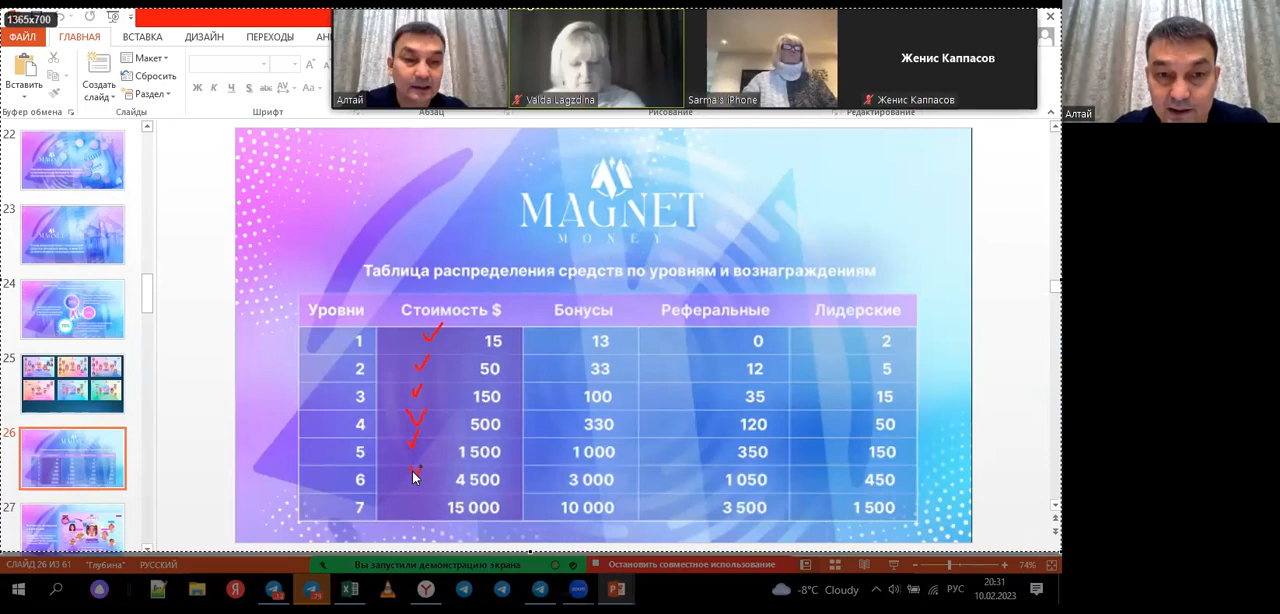 1365x700
ФАЙЛ ГЛАВНАЯ ВСТАВКА ДИЗАЙН ПЕРЕХОДЫ
Вставить
Создать слайд
Макет
Сбросить
Раздел
Ж К Ч S abc AV Aa
Буфер обмена Слайды Шрифт Абзац Рисование Редактирование
Алтай
Valda Lagzdina
Sarma's iPhone
Женис Каппасов
Женис Каппасов
Алтай
22
23
24
25
26
27
MAGNET
MONEY
Таблица распределения средств по уровням и вознаграждениям
Уровни Стоимость $ Бонусы Реферальные Лидерские
1 15 13 0 2
2 50 33 12 5
3 150 100 35 15
4 500 330 120 50
5 1 500 1 000 350 150
6 4 500 3 000 1 050 450
7 15 000 10 000 3 500 1 500
СЛАЙД 26 ИЗ 61 "Глубина" РУССКИЙ
Вы запустили демонстрацию экрана
Остановить совместное использование
74%
-8°C Cloudy
РУС
20:31
10.02.2023